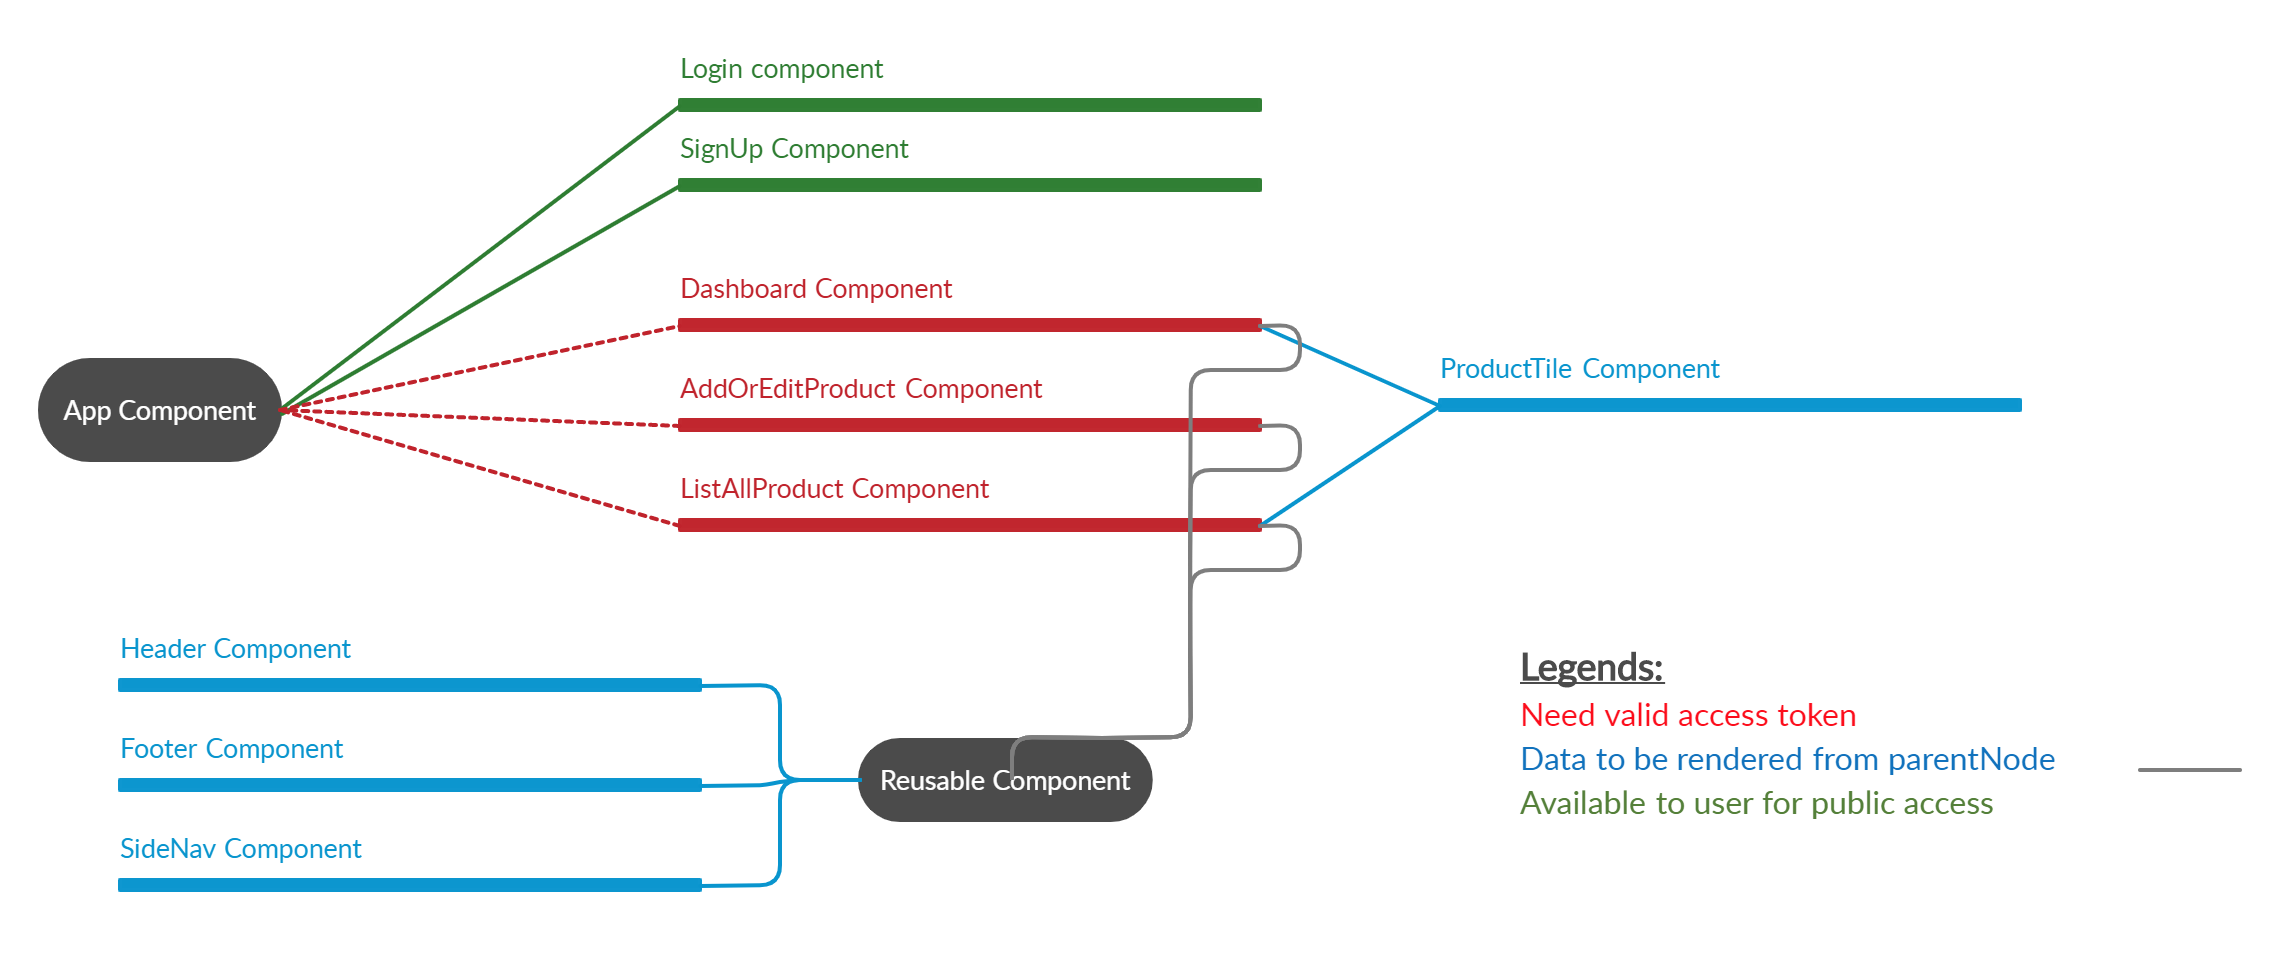 Login component
SignUp Component
Dashboard Component
App Component
AddOrEditProduct Component
ListAllProduct Component
ProductTile Component
Header Component
Footer Component
SideNav Component
Reusable Component
Legends:
Need valid access token
Data to be rendered from parentNode
Available to user for public access